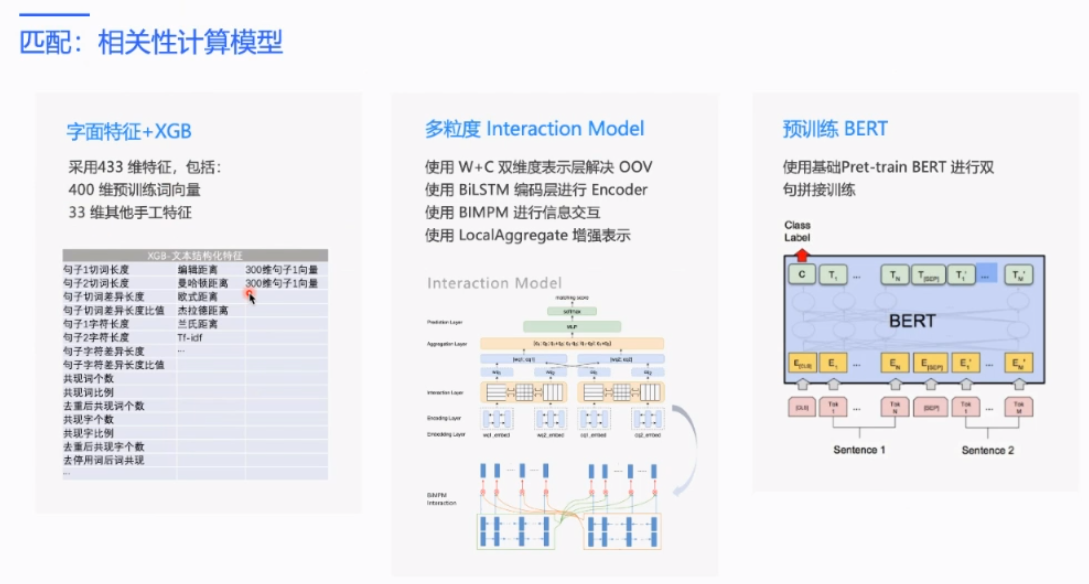 匹配：相关性计算模型
字面特征+XGB
采用433 维特征，包括：
400 维预训练词向量
33 维其他手工特征
XGB-文本结构化特征
句子1切词长度 编辑距离 300维句子1向量
句子2切词长度 曼哈顿距离 300维句子1向量
句子切词差异长度 欧式距离
句子切词差异长度比值 杰拉德距离
句子1字符长度 兰氏距离
句子2字符长度 Tf-idf
句子字符差异长度 ...
句子字符差异长度比值
共现词个数
共现词比例
去重后共现词个数
共现字个数
共现字比例
去重后共现字个数
去停用词后词共现
...
多粒度 Interaction Model
使用 W+C 双维度表示层解决 OOV
使用 BiLSTM 编码层进行 Encoder
使用 BIMPM 进行信息交互
使用 LocalAggregate 增强表示
Interaction Model
matching score
softmax
Prediction Layer
MLP
Aggregation Layer
[wq1, cq1] [wq2, cq2]
Interaction Layer
Encoding Layer
Embedding Layer wq1_embed wq2_embed cq1_embed cq2_embed
BiMPM
Interaction
预训练 BERT
使用基础Pret-train BERT 进行双
句拼接训练
Class
Label
C T1 ... TN T[SEP] T1' ... TM'
BERT
E[CLS] E1 ... EN E[SEP] E1' ... EM'
[CLS] Tok 1 ... Tok N [SEP] Tok 1 ... Tok M
Sentence 1 Sentence 2